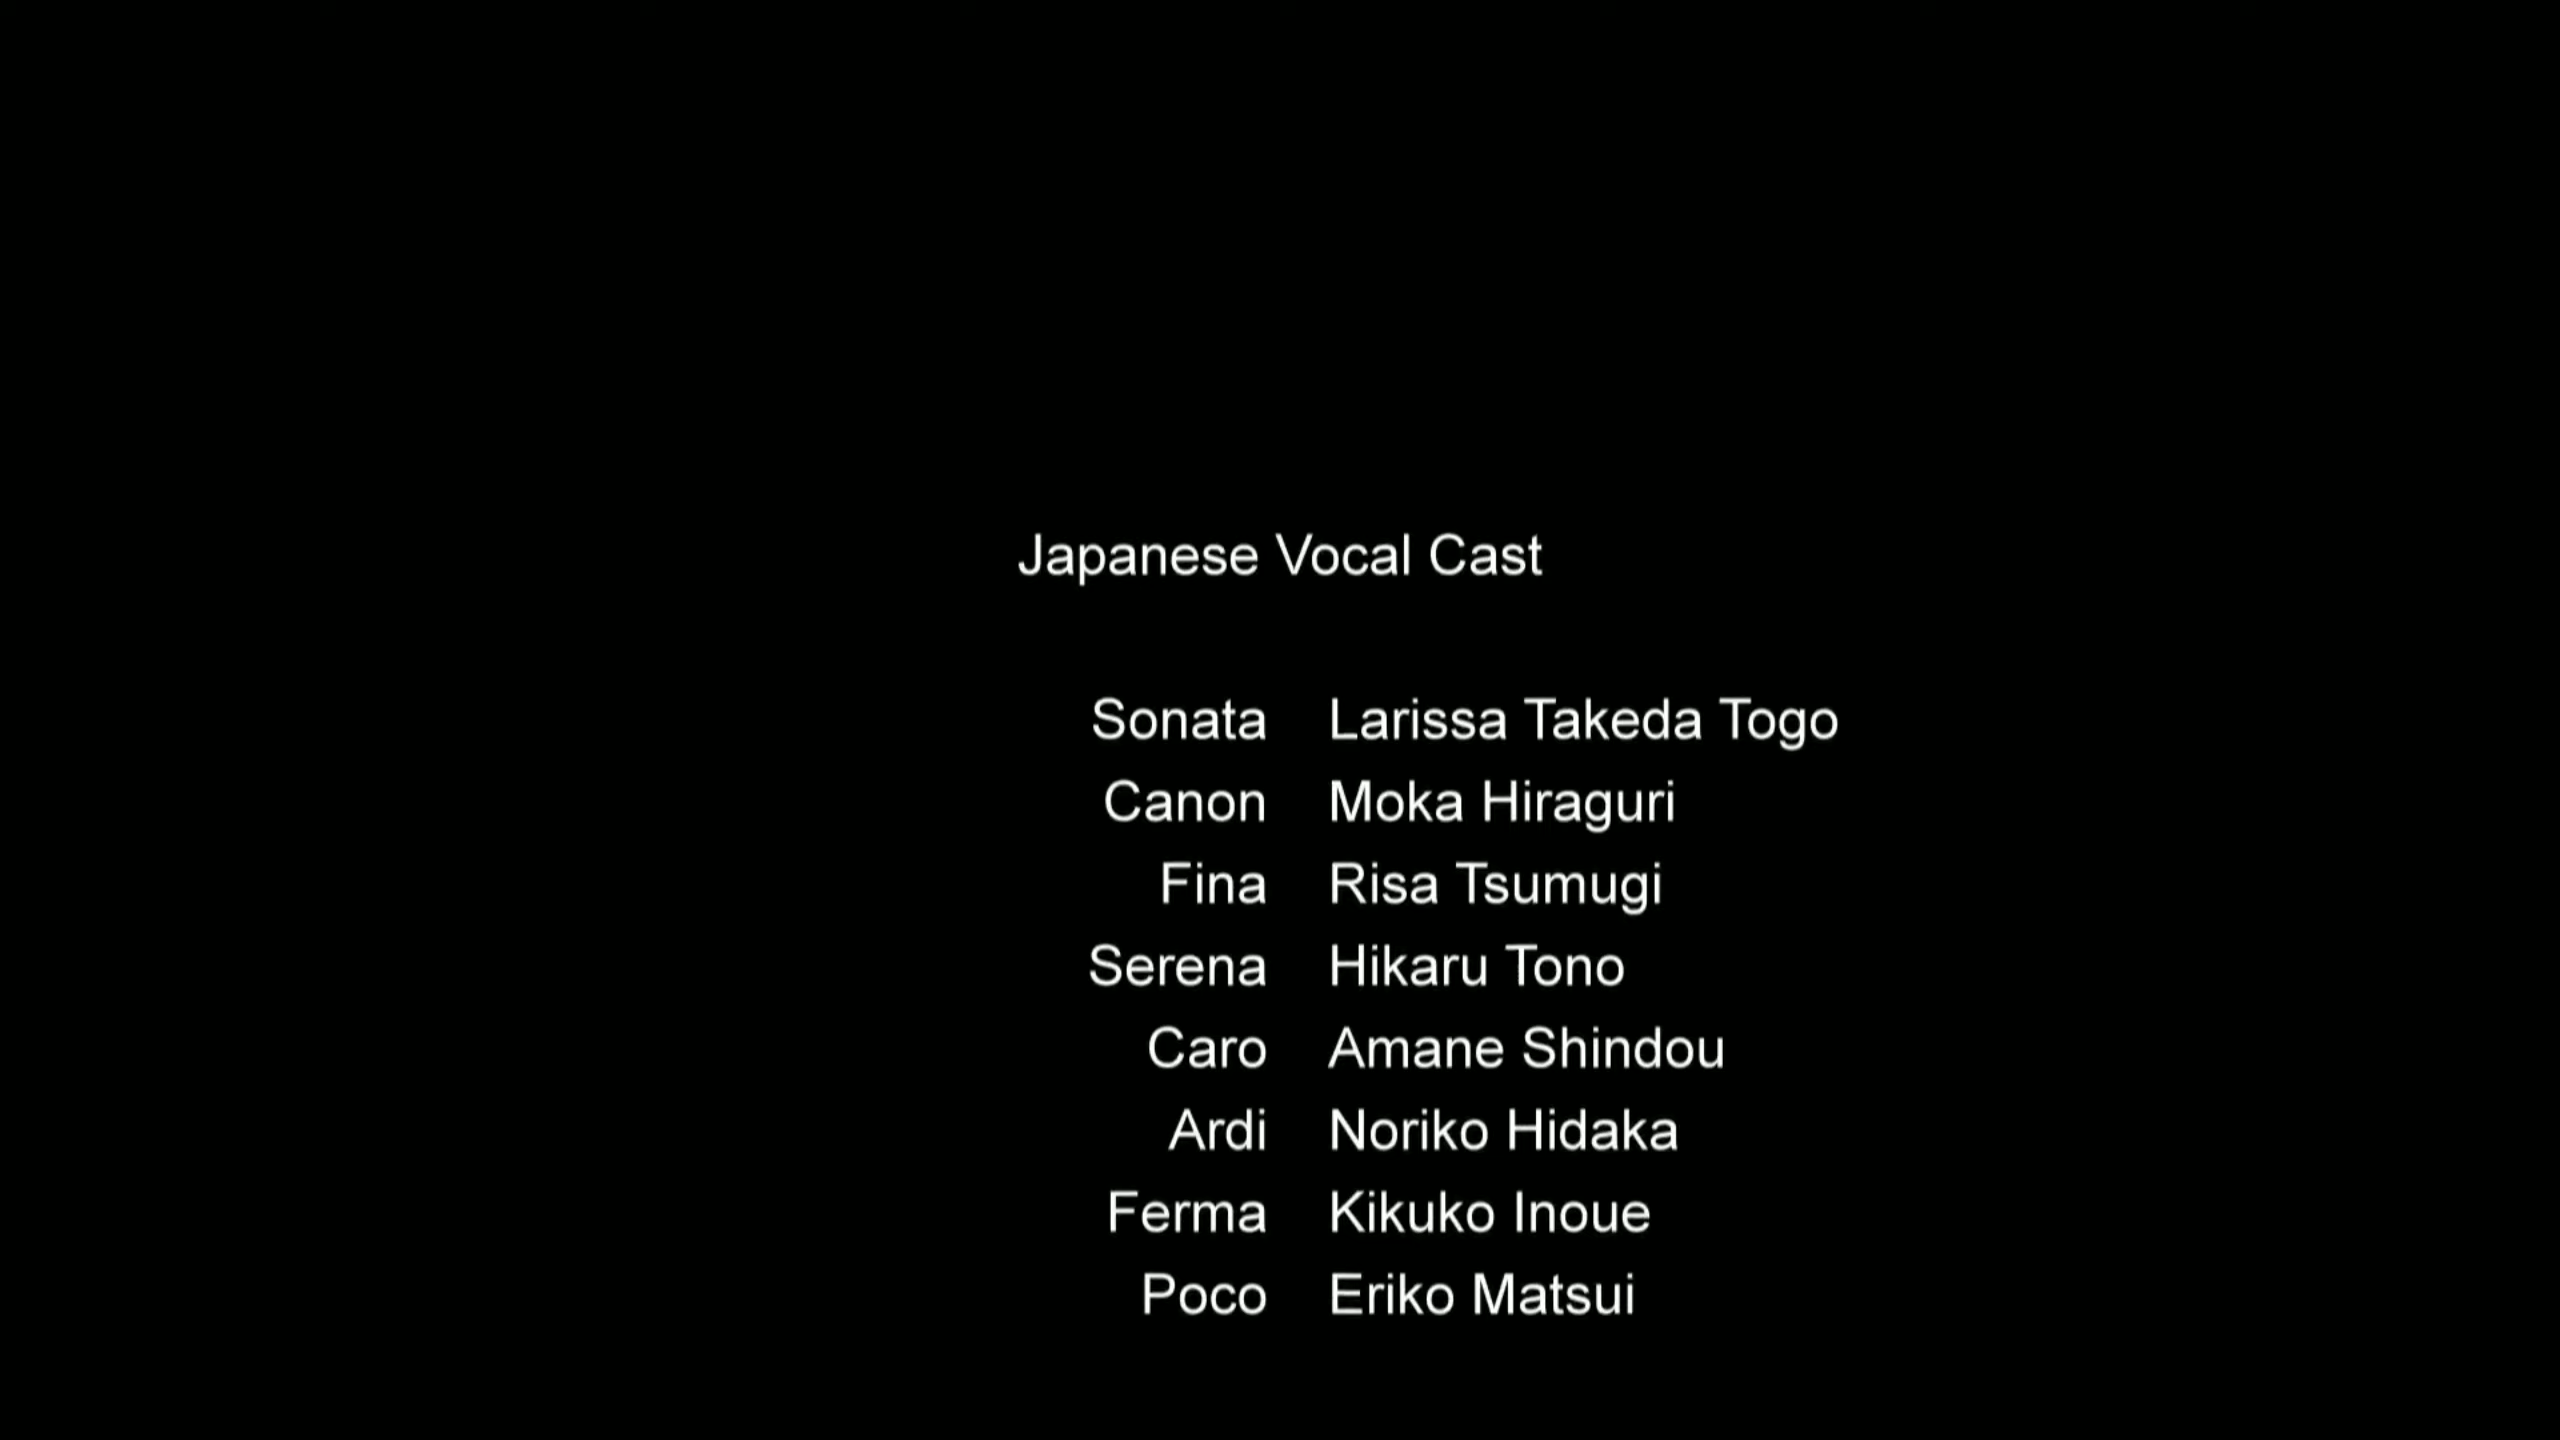 Japanese Vocal Cast
Sonata Larissa Takeda Togo
Canon Moka Hiraguri
Fina Risa Tsumugi
Serena Hikaru Tono
Caro Amane Shindou
Ardi Noriko Hidaka
Ferma Kikuko Inoue
Poco Eriko Matsui